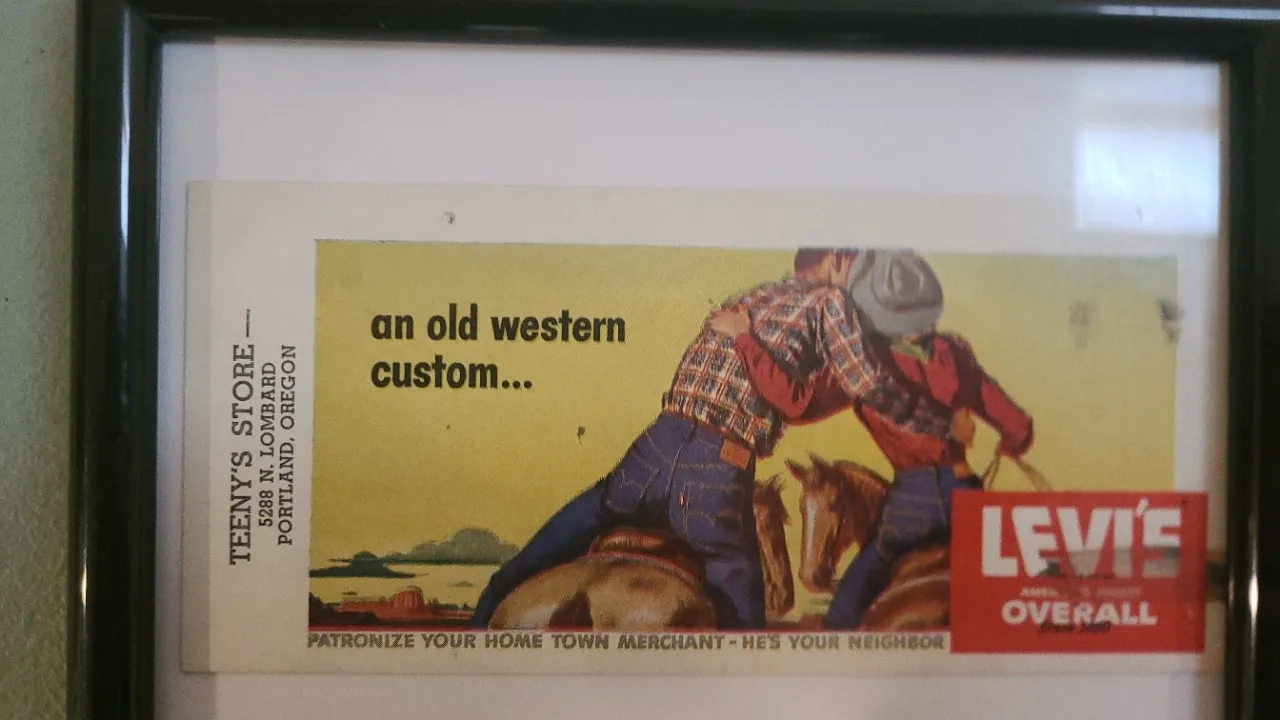 TEENY'S STORE—
5288 N. LOMBARD
PORTLAND, OREGON
an old western
custom...
LEVI'S
OVERALL
PATRONIZE YOUR HOME TOWN MERCHANT - HE'S YOUR NEIGHBOR